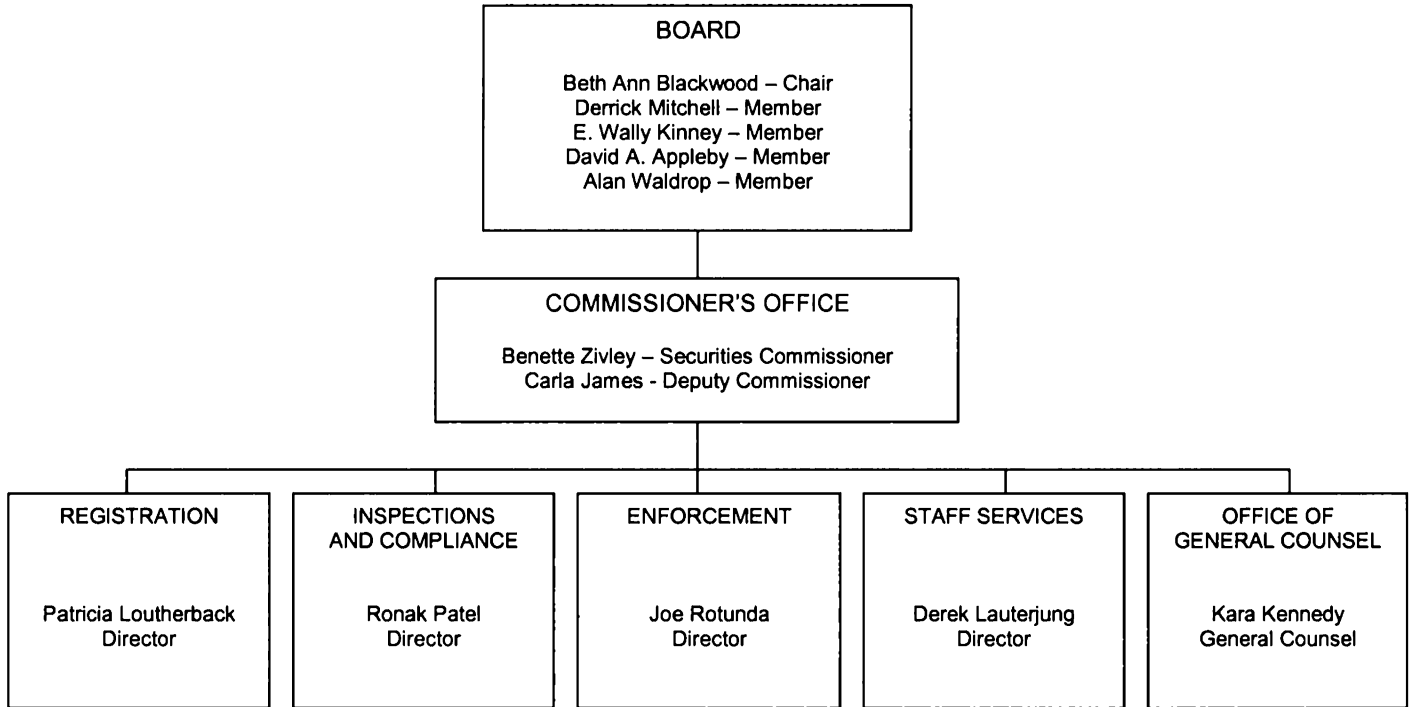 BOARD
Beth Ann Blackwood – Chair
Derrick Mitchell – Member
E. Wally Kinney – Member
David A. Appleby – Member
Alan Waldrop – Member
COMMISSIONER'S OFFICE
Benette Zivley – Securities Commissioner
Carla James - Deputy Commissioner
REGISTRATION
Patricia Loutherback
Director
INSPECTIONS
AND COMPLIANCE
Ronak Patel
Director
ENFORCEMENT
Joe Rotunda
Director
STAFF SERVICES
Derek Lauterjung
Director
OFFICE OF
GENERAL COUNSEL
Kara Kennedy
General Counsel